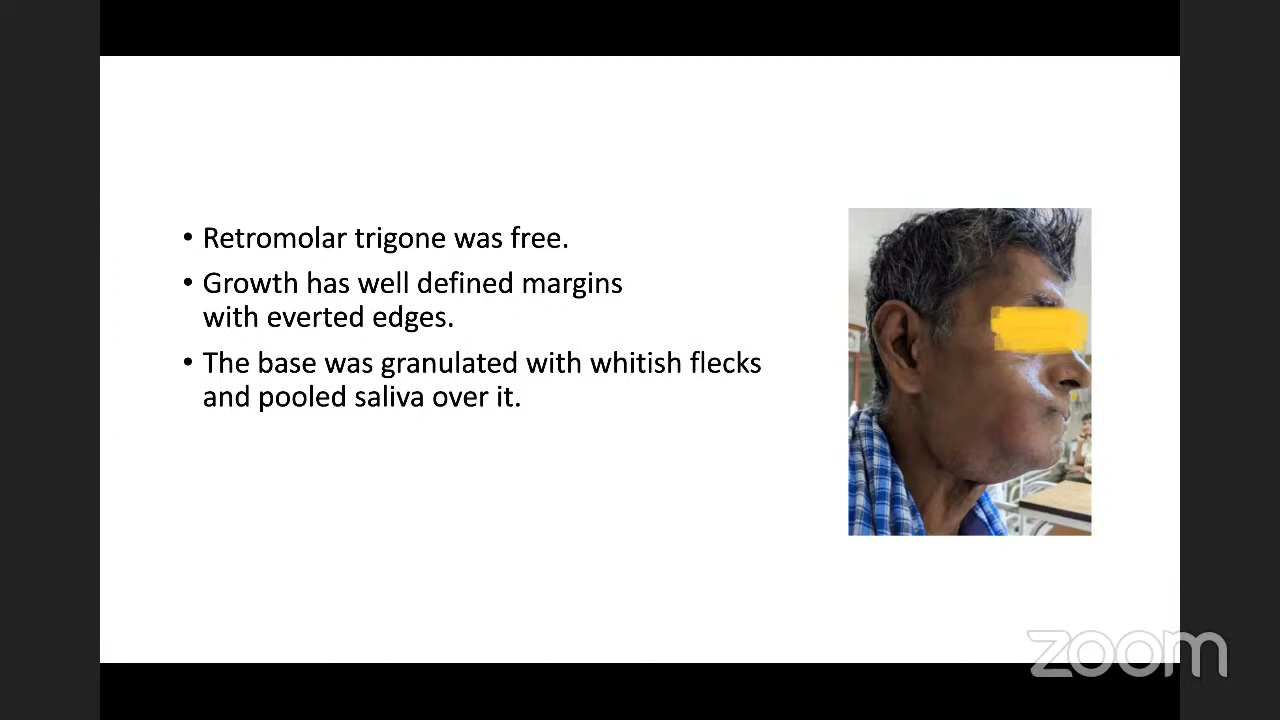 • Retromolar trigone was free.
• Growth has well defined margins
with everted edges.
• The base was granulated with whitish flecks
and pooled saliva over it.
zoom